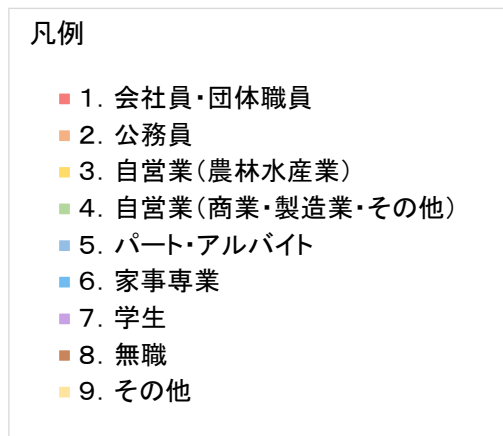 凡例
1. 会社員・団体職員
2. 公務員
3. 自営業(農林水産業)
4. 自営業(商業・製造業・その他)
5. パート・アルバイト
6. 家事専業
7. 学生
8. 無職
9. その他